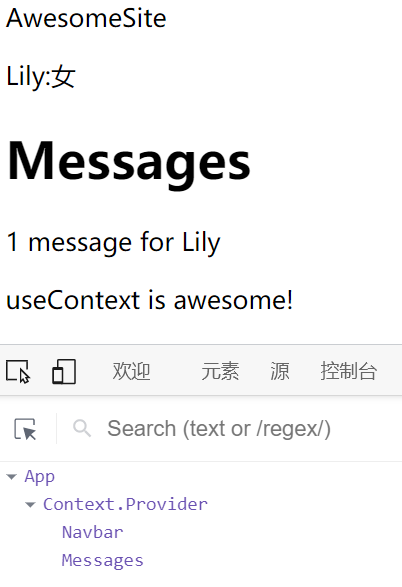 AwesomeSite
Lily:女
Messages
1 message for Lily
useContext is awesome!
欢迎 元素 源 控制台
Search (text or /regex/)
App
Context.Provider
Navbar
Messages